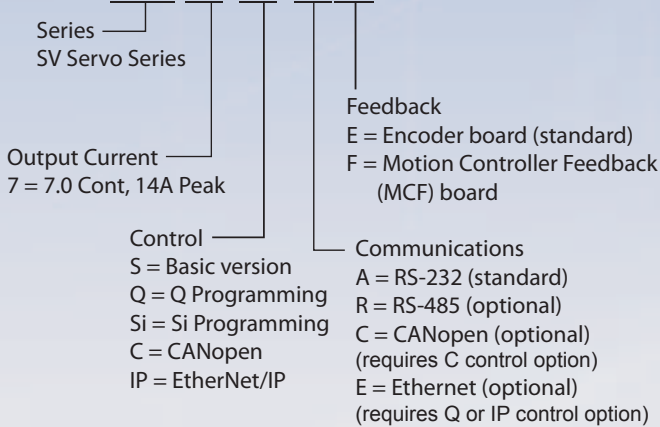 Series
SV Servo Series
Output Current
7 = 7.0 Cont, 14A Peak
Control
S = Basic version
Q = Q Programming
Si = Si Programming
C = CANopen
IP = EtherNet/IP
Feedback
E = Encoder board (standard)
F = Motion Controller Feedback
(MCF) board
Communications
A = RS-232 (standard)
R = RS-485 (optional)
C = CANopen (optional)
(requires C control option)
E = Ethernet (optional)
(requires Q or IP control option)